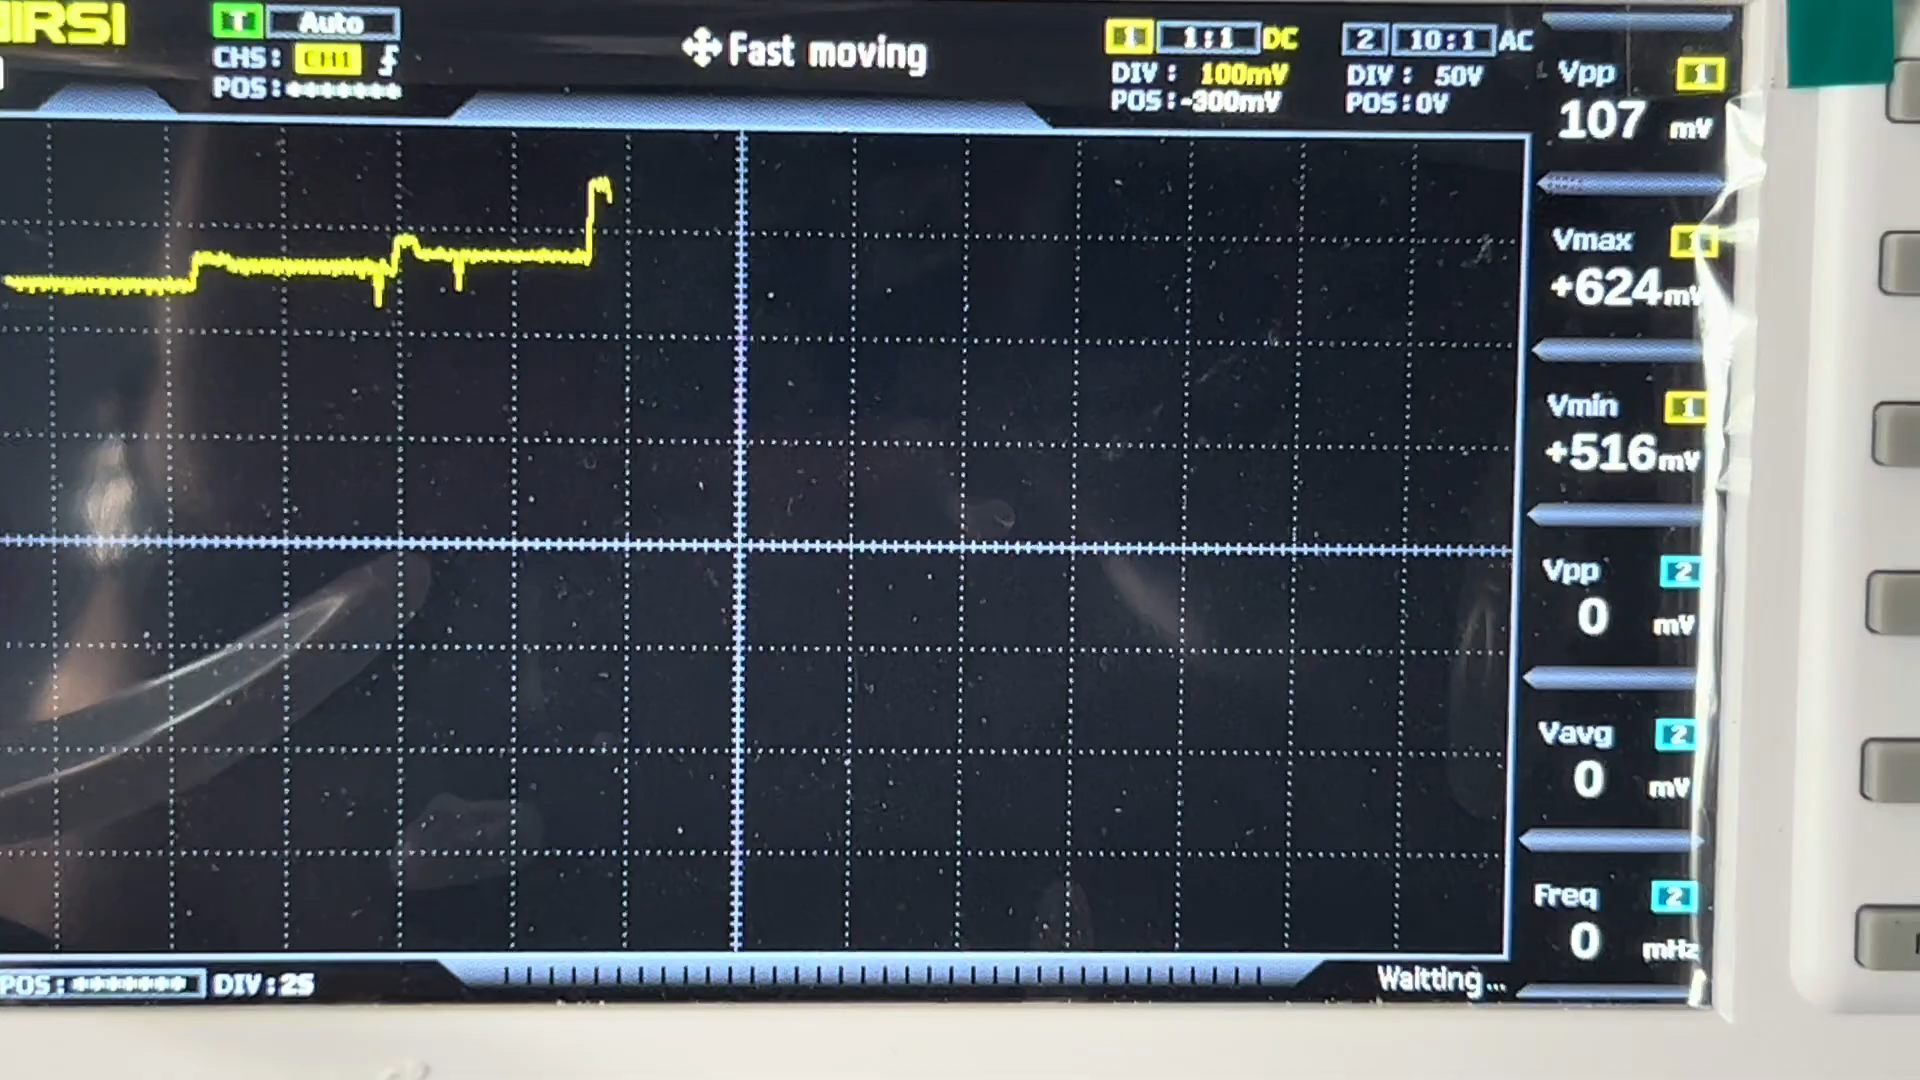 IRSI
T Auto
CHS: CH1
POS:
Fast moving
1 1:1 DC
DIV: 100mV
POS:-300mV
2 10:1 AC
DIV: 50V
POS:0V
Vpp 1
107 mV
Vmax 1
+624mV
Vmin 1
+516mV
Vpp 2
0 mV
Vavg 2
0 mV
Freq 2
0 mHz
POS: DIV:2S
Waitting...